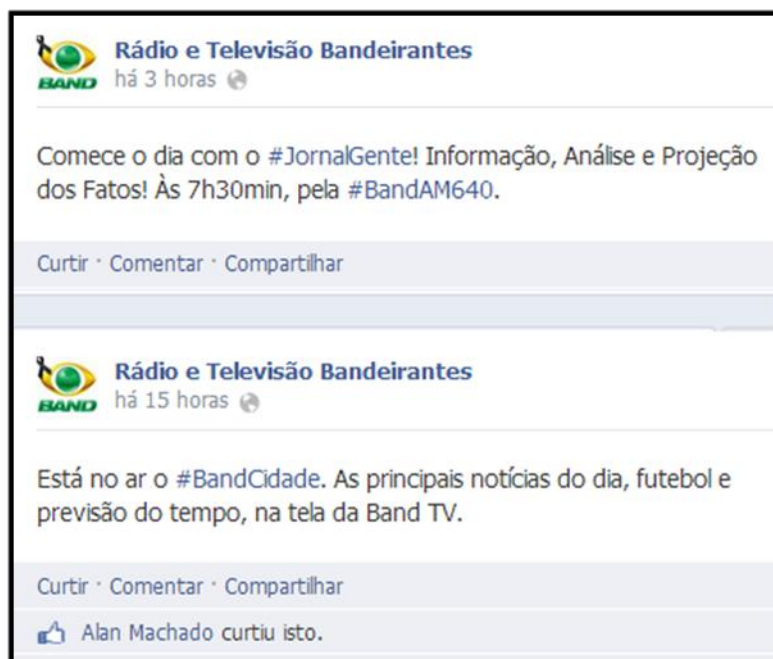 BAND
Rádio e Televisão Bandeirantes
há 3 horas
Comece o dia com o #JornalGente! Informação, Análise e Projeção
dos Fatos! Às 7h30min, pela #BandAM640.
Curtir · Comentar · Compartilhar
BAND
Rádio e Televisão Bandeirantes
há 15 horas
Está no ar o #BandCidade. As principais notícias do dia, futebol e
previsão do tempo, na tela da Band TV.
Curtir · Comentar · Compartilhar
Alan Machado curtiu isto.